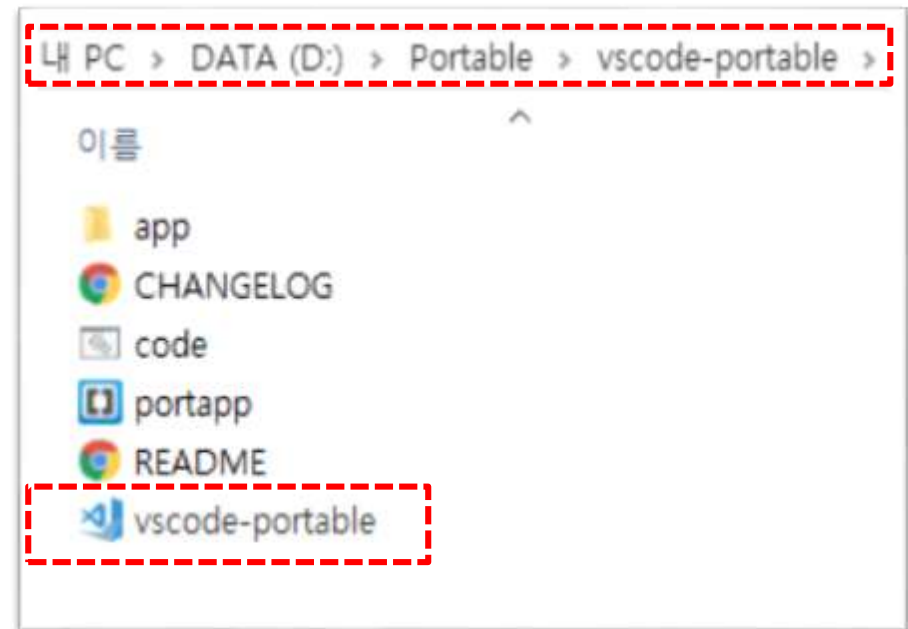 내 PC > DATA (D:) > Portable > vscode-portable >
이름
app
CHANGELOG
code
portapp
README
vscode-portable